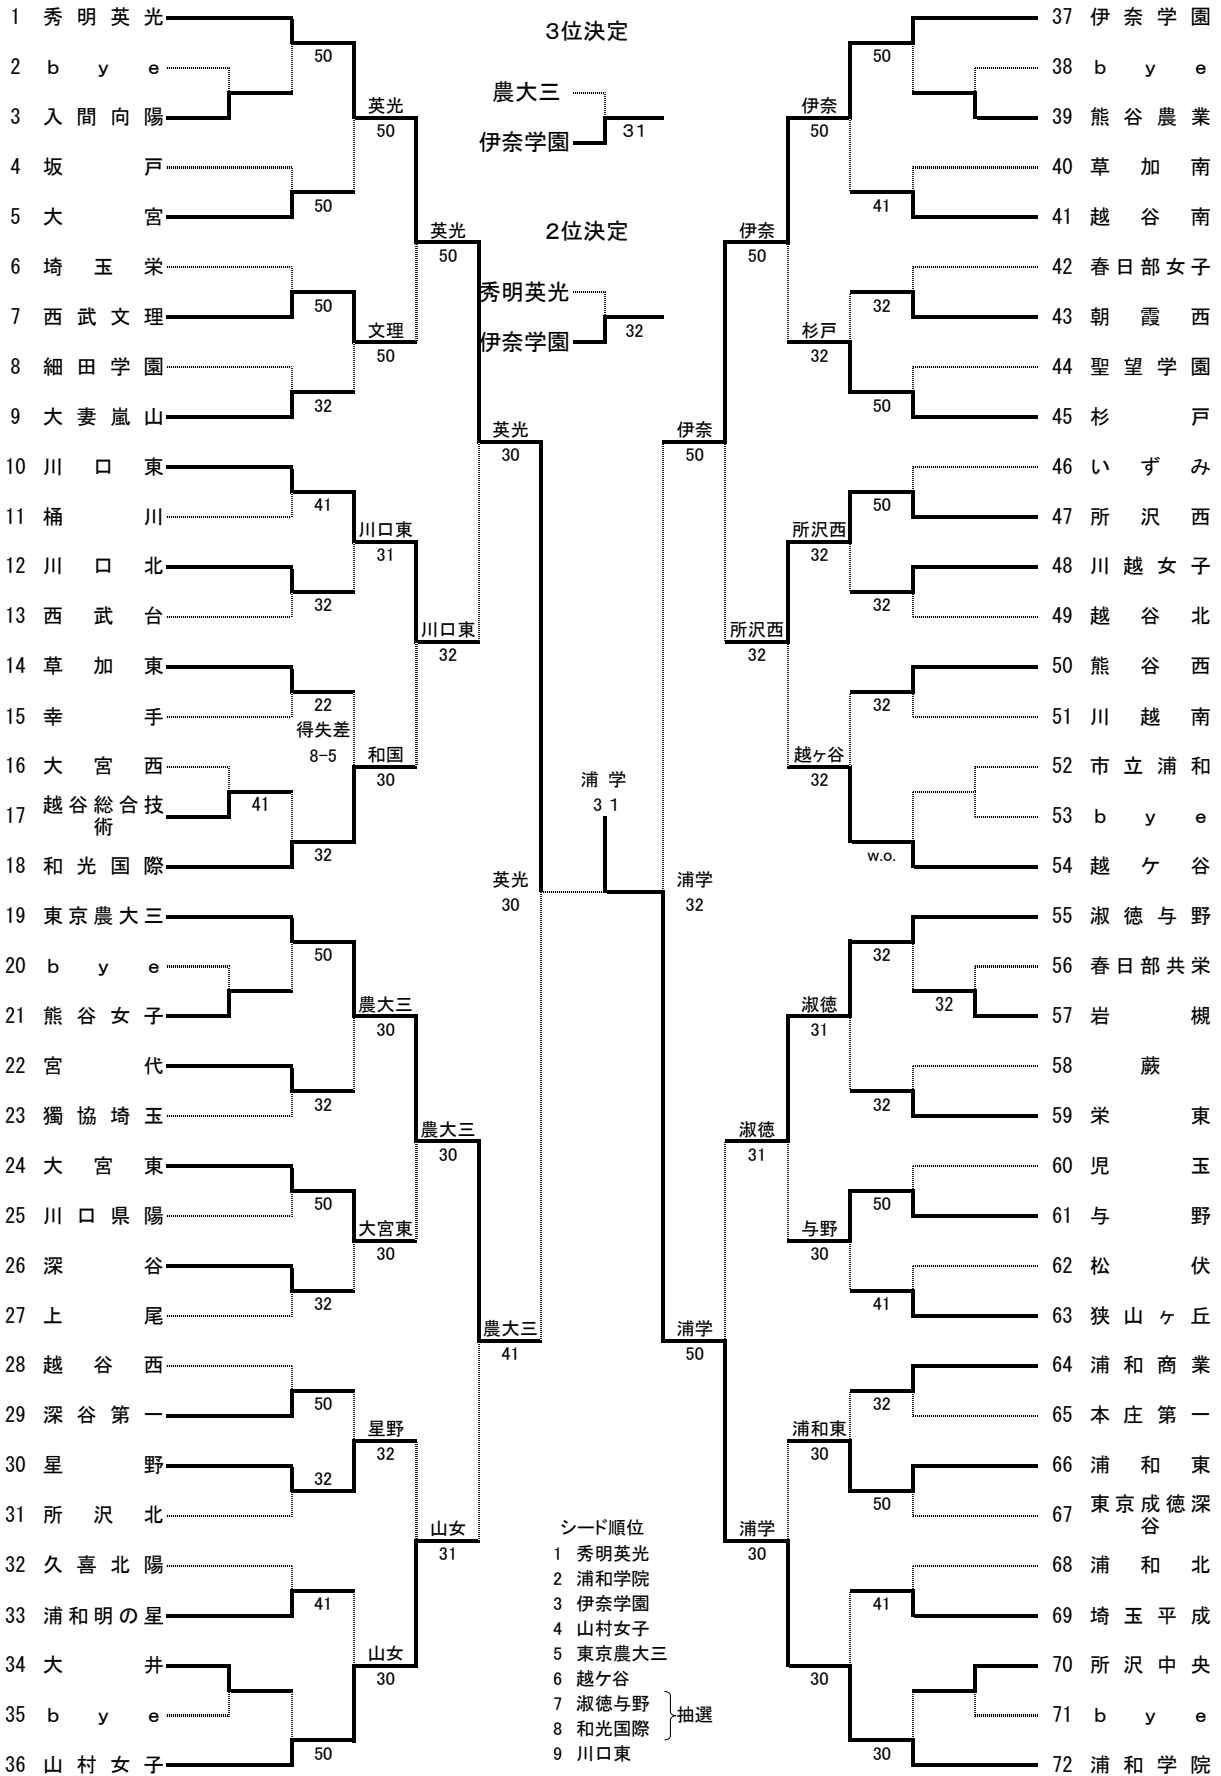 1 秀明英光
2 bye
3 入間向陽
4 坂戸
5 大宮
6 埼玉栄
7 西武文理
8 細田学園
9 大妻嵐山
10 川口東
11 桶川
12 川口北
13 西武台
14 草加東
15 幸手
16 大宮西
17 越谷総合技
術
18 和光国際
19 東京農大三
20 bye
21 熊谷女子
22 宮代
23 獨協埼玉
24 大宮東
25 川口県陽
26 深谷
27 上尾
28 越谷西
29 深谷第一
30 星野
31 所沢北
32 久喜北陽
33 浦和明の星
34 大井
35 bye
36 山村女子
50
50
50
32
41
32
22
得失差
8-5
41
32
50
32
50
32
50
32
41
50
英光
50
文理
50
川口東
31
和国
30
農大三
30
大宮東
30
星野
32
山女
30
英光
50
川口東
32
農大三
30
山女
31
英光
30
農大三
41
英光
30
3位決定
農大三
伊奈学園
31
2位決定
秀明英光
伊奈学園
32
浦学
31
シード順位
1 秀明英光
2 浦和学院
3 伊奈学園
4 山村女子
5 東京農大三
6 越ケ谷
7 淑徳与野
8 和光国際
抽選
9 川口東
浦学
32
伊奈
50
浦学
50
伊奈
50
所沢西
32
淑徳
31
浦学
30
伊奈
50
杉戸
32
所沢西
32
越ヶ谷
32
淑徳
31
与野
30
浦和東
30
30
50
41
32
50
50
32
32
w.o.
32
32
32
50
41
32
50
41
30
37 伊奈学園
38 bye
39 熊谷農業
40 草加南
41 越谷南
42 春日部女子
43 朝霞西
44 聖望学園
45 杉戸
46 いずみ
47 所沢西
48 川越女子
49 越谷北
50 熊谷西
51 川越南
52 市立浦和
53 bye
54 越ケ谷
55 淑徳与野
56 春日部共栄
57 岩槻
58 蕨
59 栄東
60 児玉
61 与野
62 松伏
63 狭山ヶ丘
64 浦和商業
65 本庄第一
66 浦和東
67 東京成徳深
谷
68 浦和北
69 埼玉平成
70 所沢中央
71 bye
72 浦和学院